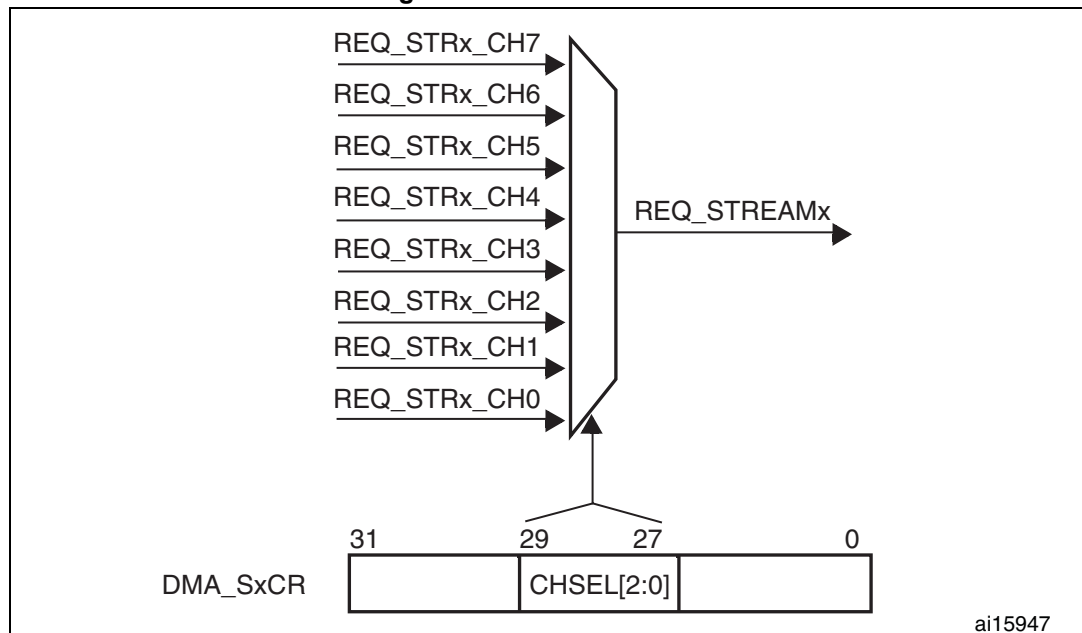 REQ_STRx_CH7
REQ_STRx_CH6
REQ_STRx_CH5
REQ_STRx_CH4
REQ_STREAMx
REQ_STRx_CH3
REQ_STRx_CH2
REQ_STRx_CH1
REQ_STRx_CH0
31 29 27 0
DMA_SxCR CHSEL[2:0]
ai15947